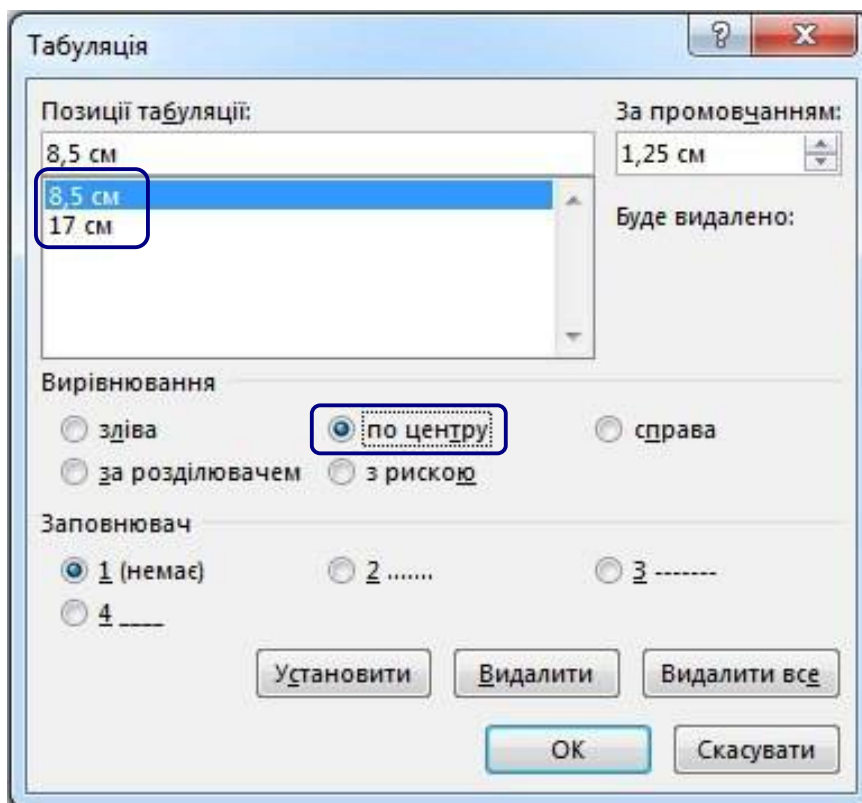 Табуляція
Позиції табуляції: За промовчанням:
8,5 см 1,25 см
8,5 см
17 см
Буде видалено:
Вирівнювання
зліва по центру справа
за розділювачем з рискою
Заповнювач
1 (немає) 2 ....... 3 -------
4 ____
Установити Видалити Видалити все
ОК Скасувати